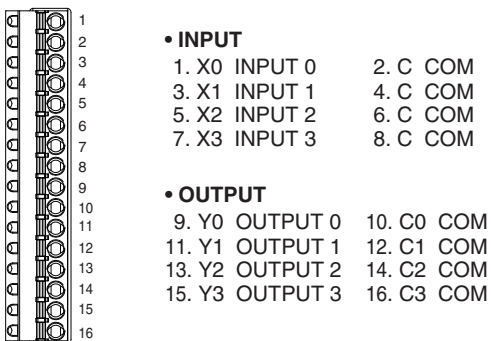 1
2
3
4
5
6
7
8
9
10
11
12
13
14
15
16
• INPUT
1. X0 INPUT 0 2. C COM
3. X1 INPUT 1 4. C COM
5. X2 INPUT 2 6. C COM
7. X3 INPUT 3 8. C COM
• OUTPUT
9. Y0 OUTPUT 0 10. C0 COM
11. Y1 OUTPUT 1 12. C1 COM
13. Y2 OUTPUT 2 14. C2 COM
15. Y3 OUTPUT 3 16. C3 COM